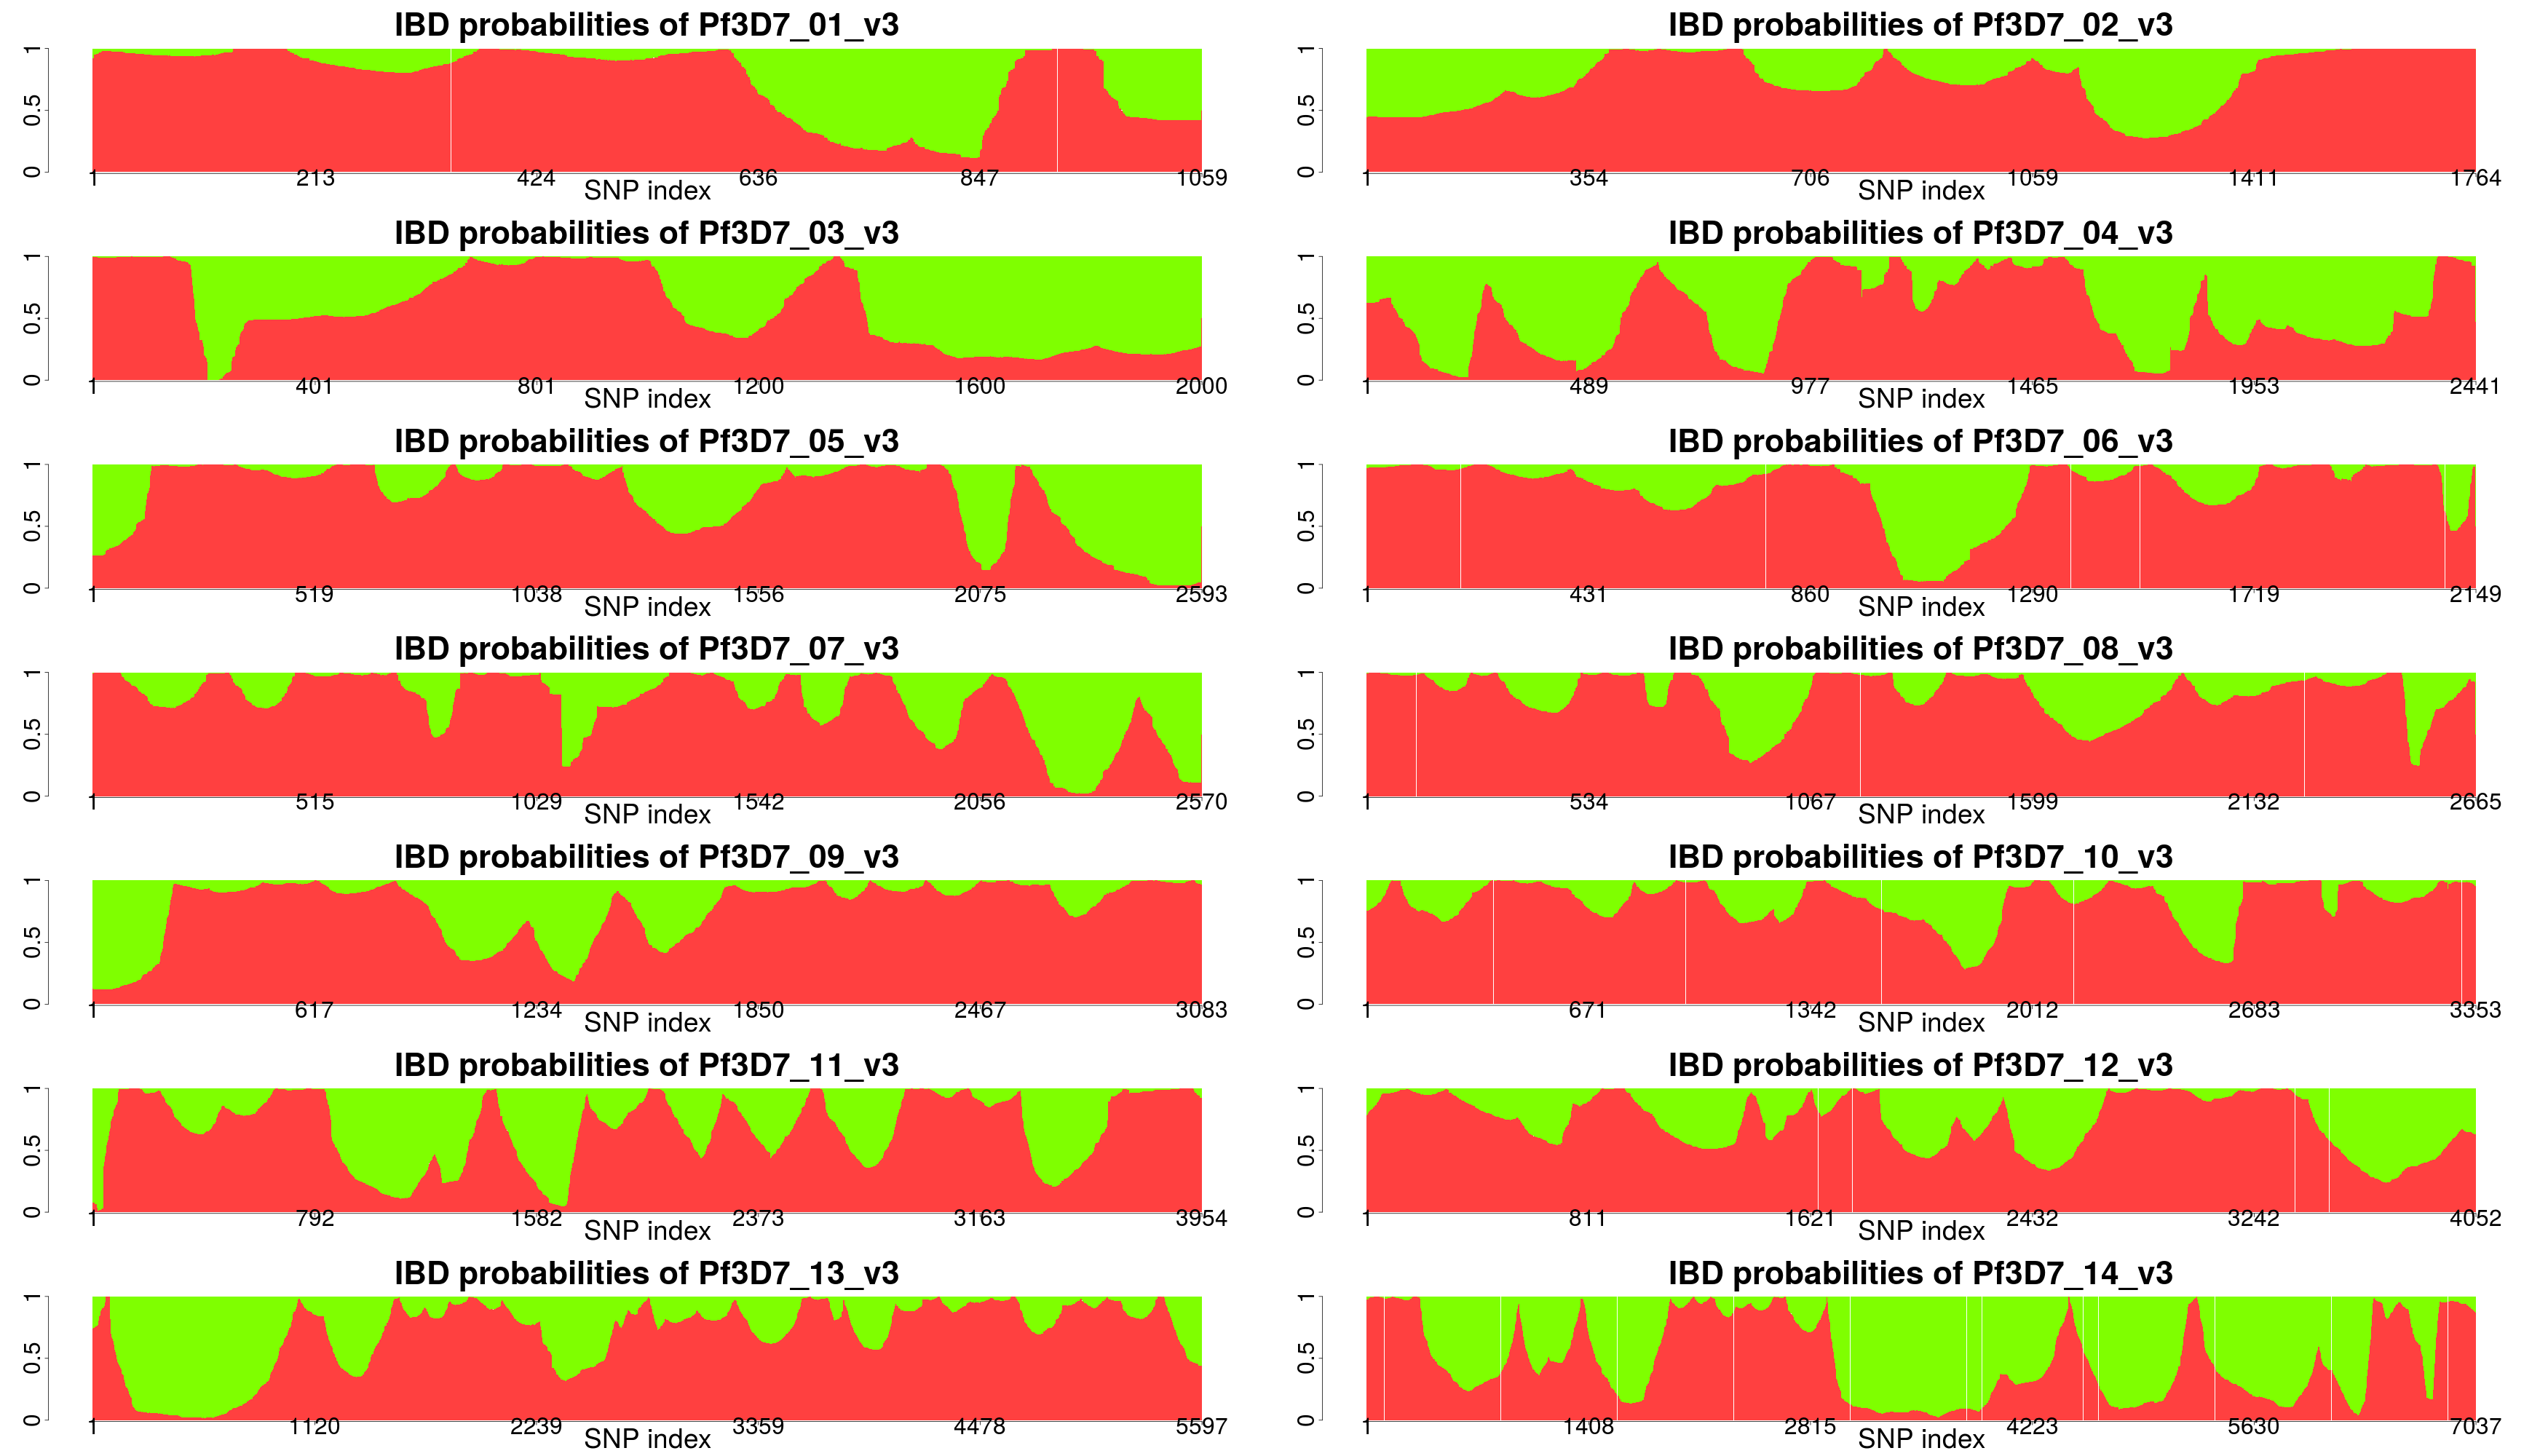 IBD probabilities of Pf3D7_01_v3
0 0.5 1
1 213 424 636 847 1059
SNP index
IBD probabilities of Pf3D7_02_v3
0 0.5 1
1 354 706 1059 1411 1764
SNP index
IBD probabilities of Pf3D7_03_v3
0 0.5 1
1 401 801 1200 1600 2000
SNP index
IBD probabilities of Pf3D7_04_v3
0 0.5 1
1 489 977 1465 1953 2441
SNP index
IBD probabilities of Pf3D7_05_v3
0 0.5 1
1 519 1038 1556 2075 2593
SNP index
IBD probabilities of Pf3D7_06_v3
0 0.5 1
1 431 860 1290 1719 2149
SNP index
IBD probabilities of Pf3D7_07_v3
0 0.5 1
1 515 1029 1542 2056 2570
SNP index
IBD probabilities of Pf3D7_08_v3
0 0.5 1
1 534 1067 1599 2132 2665
SNP index
IBD probabilities of Pf3D7_09_v3
0 0.5 1
1 617 1234 1850 2467 3083
SNP index
IBD probabilities of Pf3D7_10_v3
0 0.5 1
1 671 1342 2012 2683 3353
SNP index
IBD probabilities of Pf3D7_11_v3
0 0.5 1
1 792 1582 2373 3163 3954
SNP index
IBD probabilities of Pf3D7_12_v3
0 0.5 1
1 811 1621 2432 3242 4052
SNP index
IBD probabilities of Pf3D7_13_v3
0 0.5 1
1 1120 2239 3359 4478 5597
SNP index
IBD probabilities of Pf3D7_14_v3
0 0.5 1
1 1408 2815 4223 5630 7037
SNP index